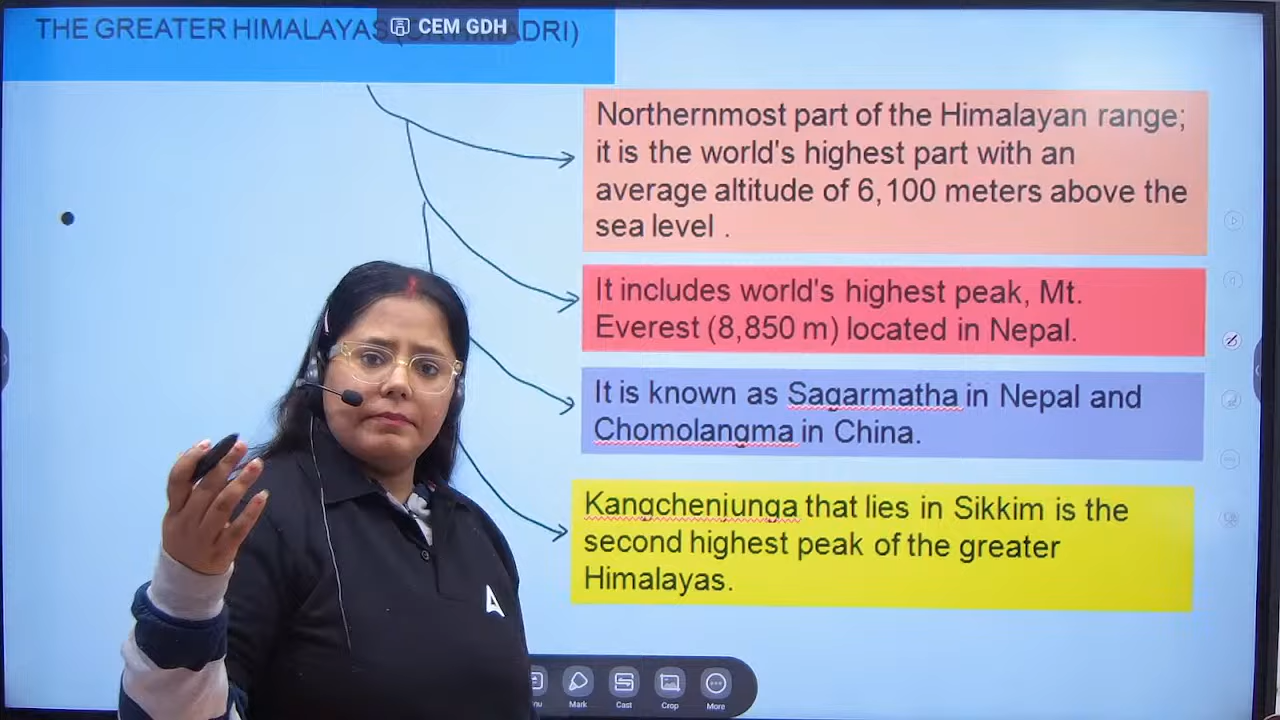 THE GREATER HIMALAYAS
CEM GDH
Northernmost part of the Himalayan range;
it is the world's highest part with an
average altitude of 6,100 meters above the
sea level .
It includes world's highest peak, Mt.
Everest (8,850 m) located in Nepal.
It is known as Sagarmatha in Nepal and
Chomolangma in China.
Kangchenjunga that lies in Sikkim is the
second highest peak of the greater
Himalayas.
Mark Cast Crop More